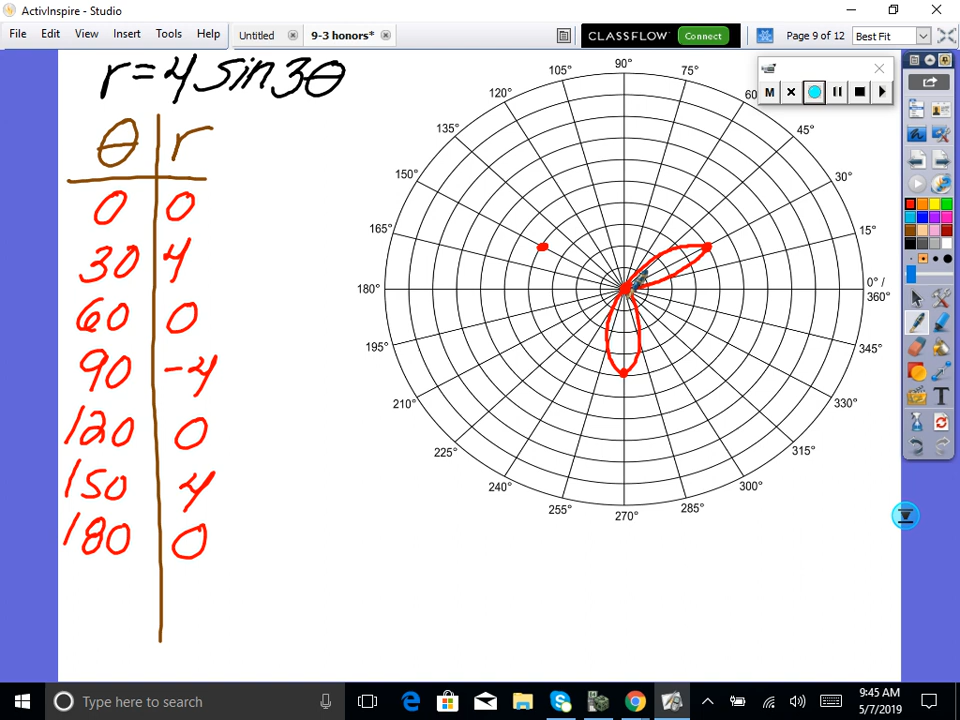 ActivInspire - Studio
File Edit View Insert Tools Help
Untitled
9-3 honors*
CLASSFLOW Connect
Page 9 of 12
Best Fit
r=4 sin3θ
θ r
0 0
30 4
60 0
90 -4
120 0
150 4
180 0
M
90°
105° 75°
120° 60
135° 45°
150° 30°
165° 15°
180° 0° / 360°
195° 345°
210° 330°
225° 315°
240° 300°
255° 285°
270°
Type here to search
9:45 AM
5/7/2019